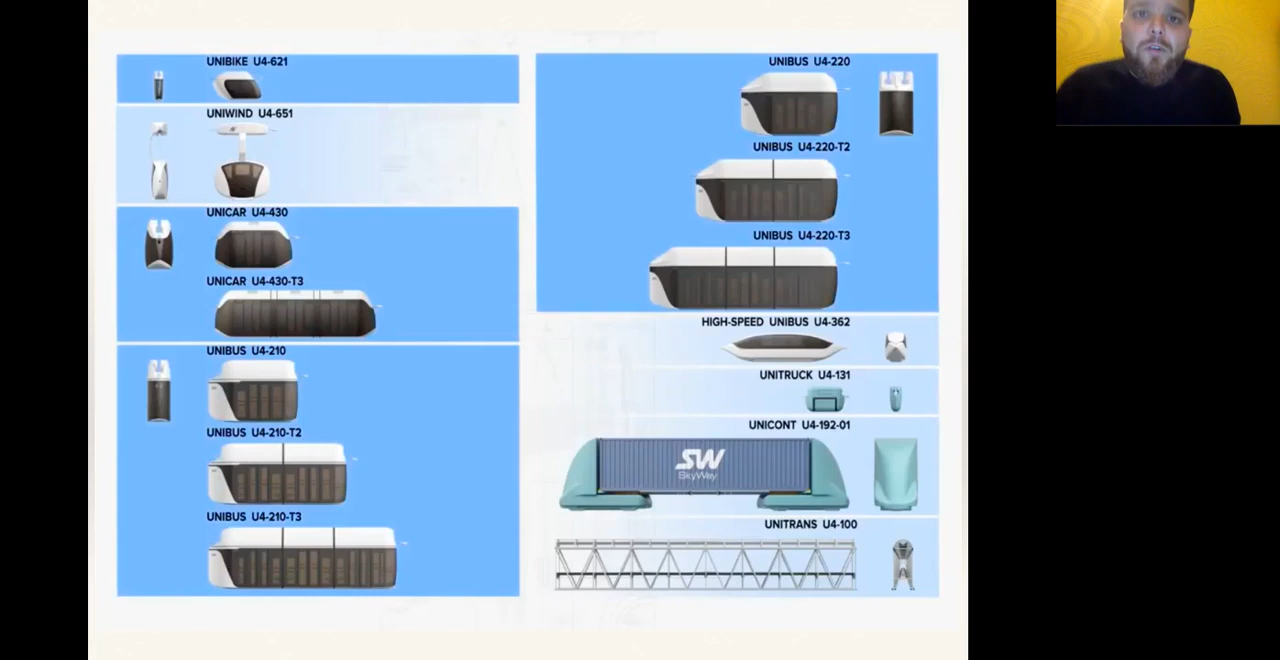 UNIBIKE U4-621
UNIWIND U4-651
UNICAR U4-430
UNICAR U4-430-T3
UNIBUS U4-210
UNIBUS U4-210-T2
UNIBUS U4-210-T3
UNIBUS U4-220
UNIBUS U4-220-T2
UNIBUS U4-220-T3
HIGH-SPEED UNIBUS U4-362
UNITRUCK U4-131
UNICONT U4-192-01
SW
SkyWay
UNITRANS U4-100